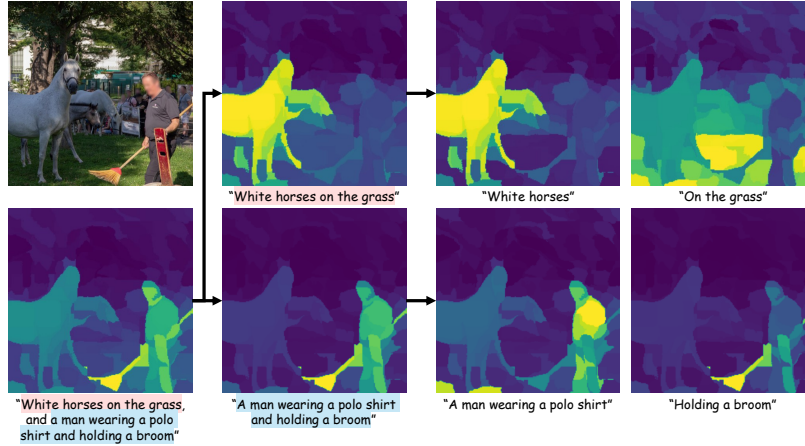 “White horses on the grass”
“White horses”
“On the grass”
“White horses on the grass,
and a man wearing a polo
shirt and holding a broom”
“A man wearing a polo shirt
and holding a broom”
“A man wearing a polo shirt”
“Holding a broom”